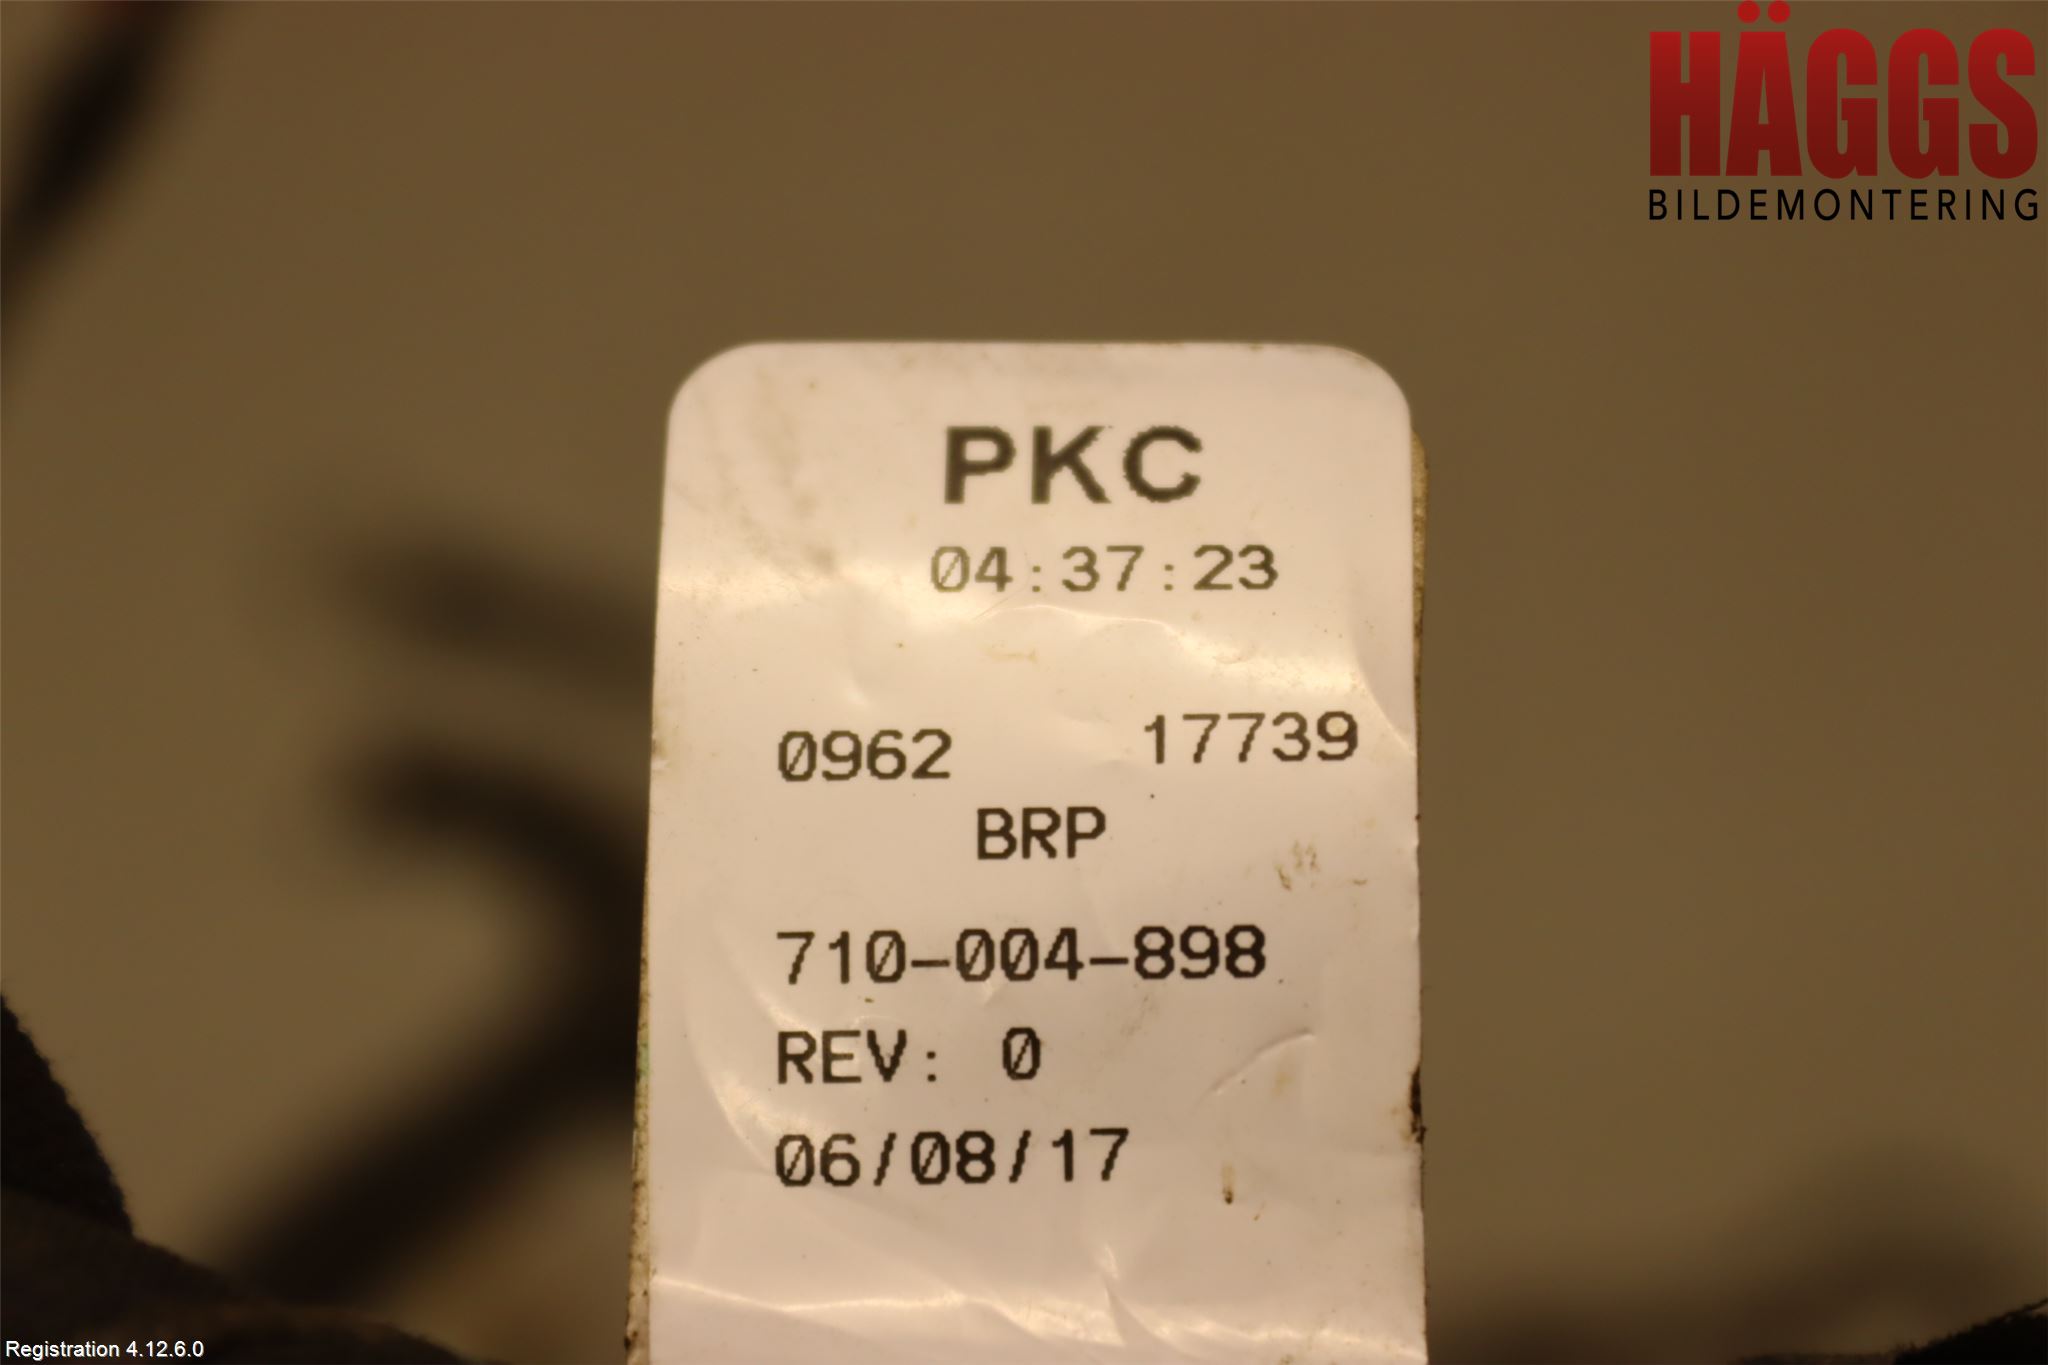 HÄGGS
BILDEMONTERING
PKC
04:37:23
0962 17739
BRP
710-004-898
REV: 0
06/08/17
Registration 4.12.6.0